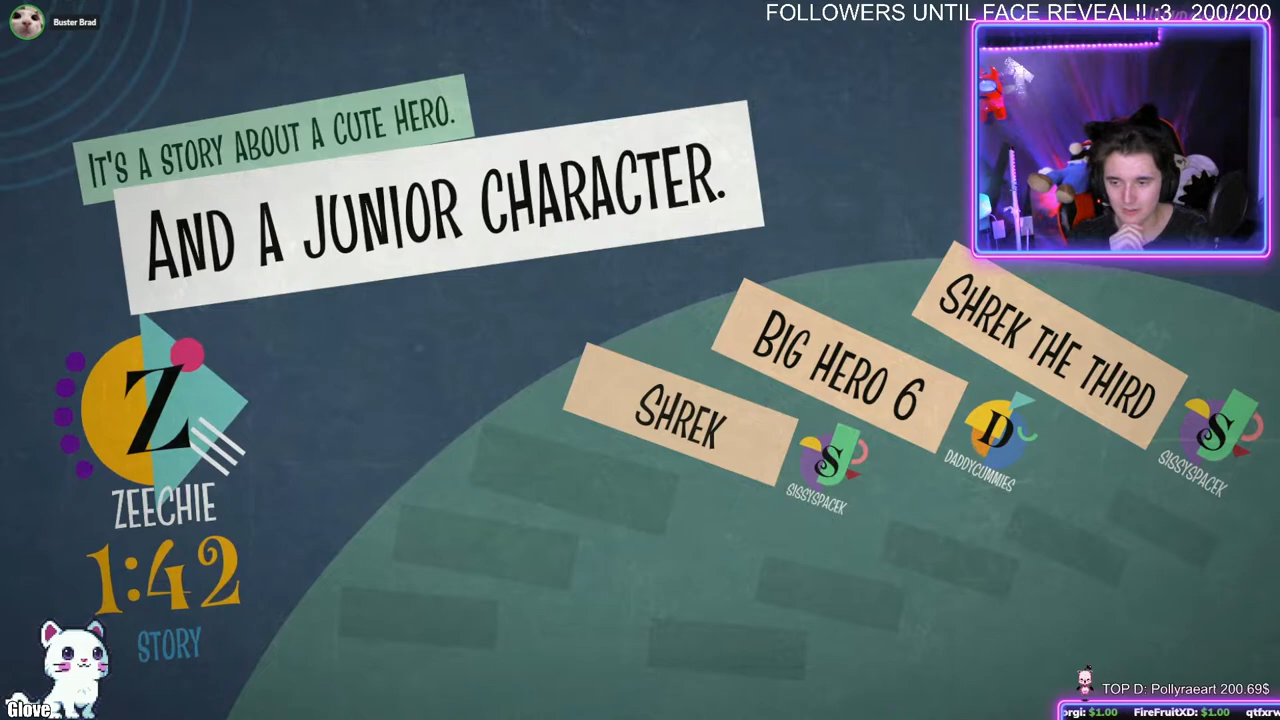 Buster Brad
FOLLOWERS UNTIL FACE REVEAL!! :3 200/200
IT'S A STORY ABOUT A CUTE HERO.
AND A JUNIOR CHARACTER.
SHREK THE THIRD
BIG HERO 6
SHREK
S
SISSYSPACEK
D
DADDYCUMMIES
S
SISSYSPACEK
Z
ZEECHIE
1:42
STORY
Glove
TOP D: Pollyraeart 200.69$
orgi: $1.00 FireFruitXD: $1.00 qtfxrw